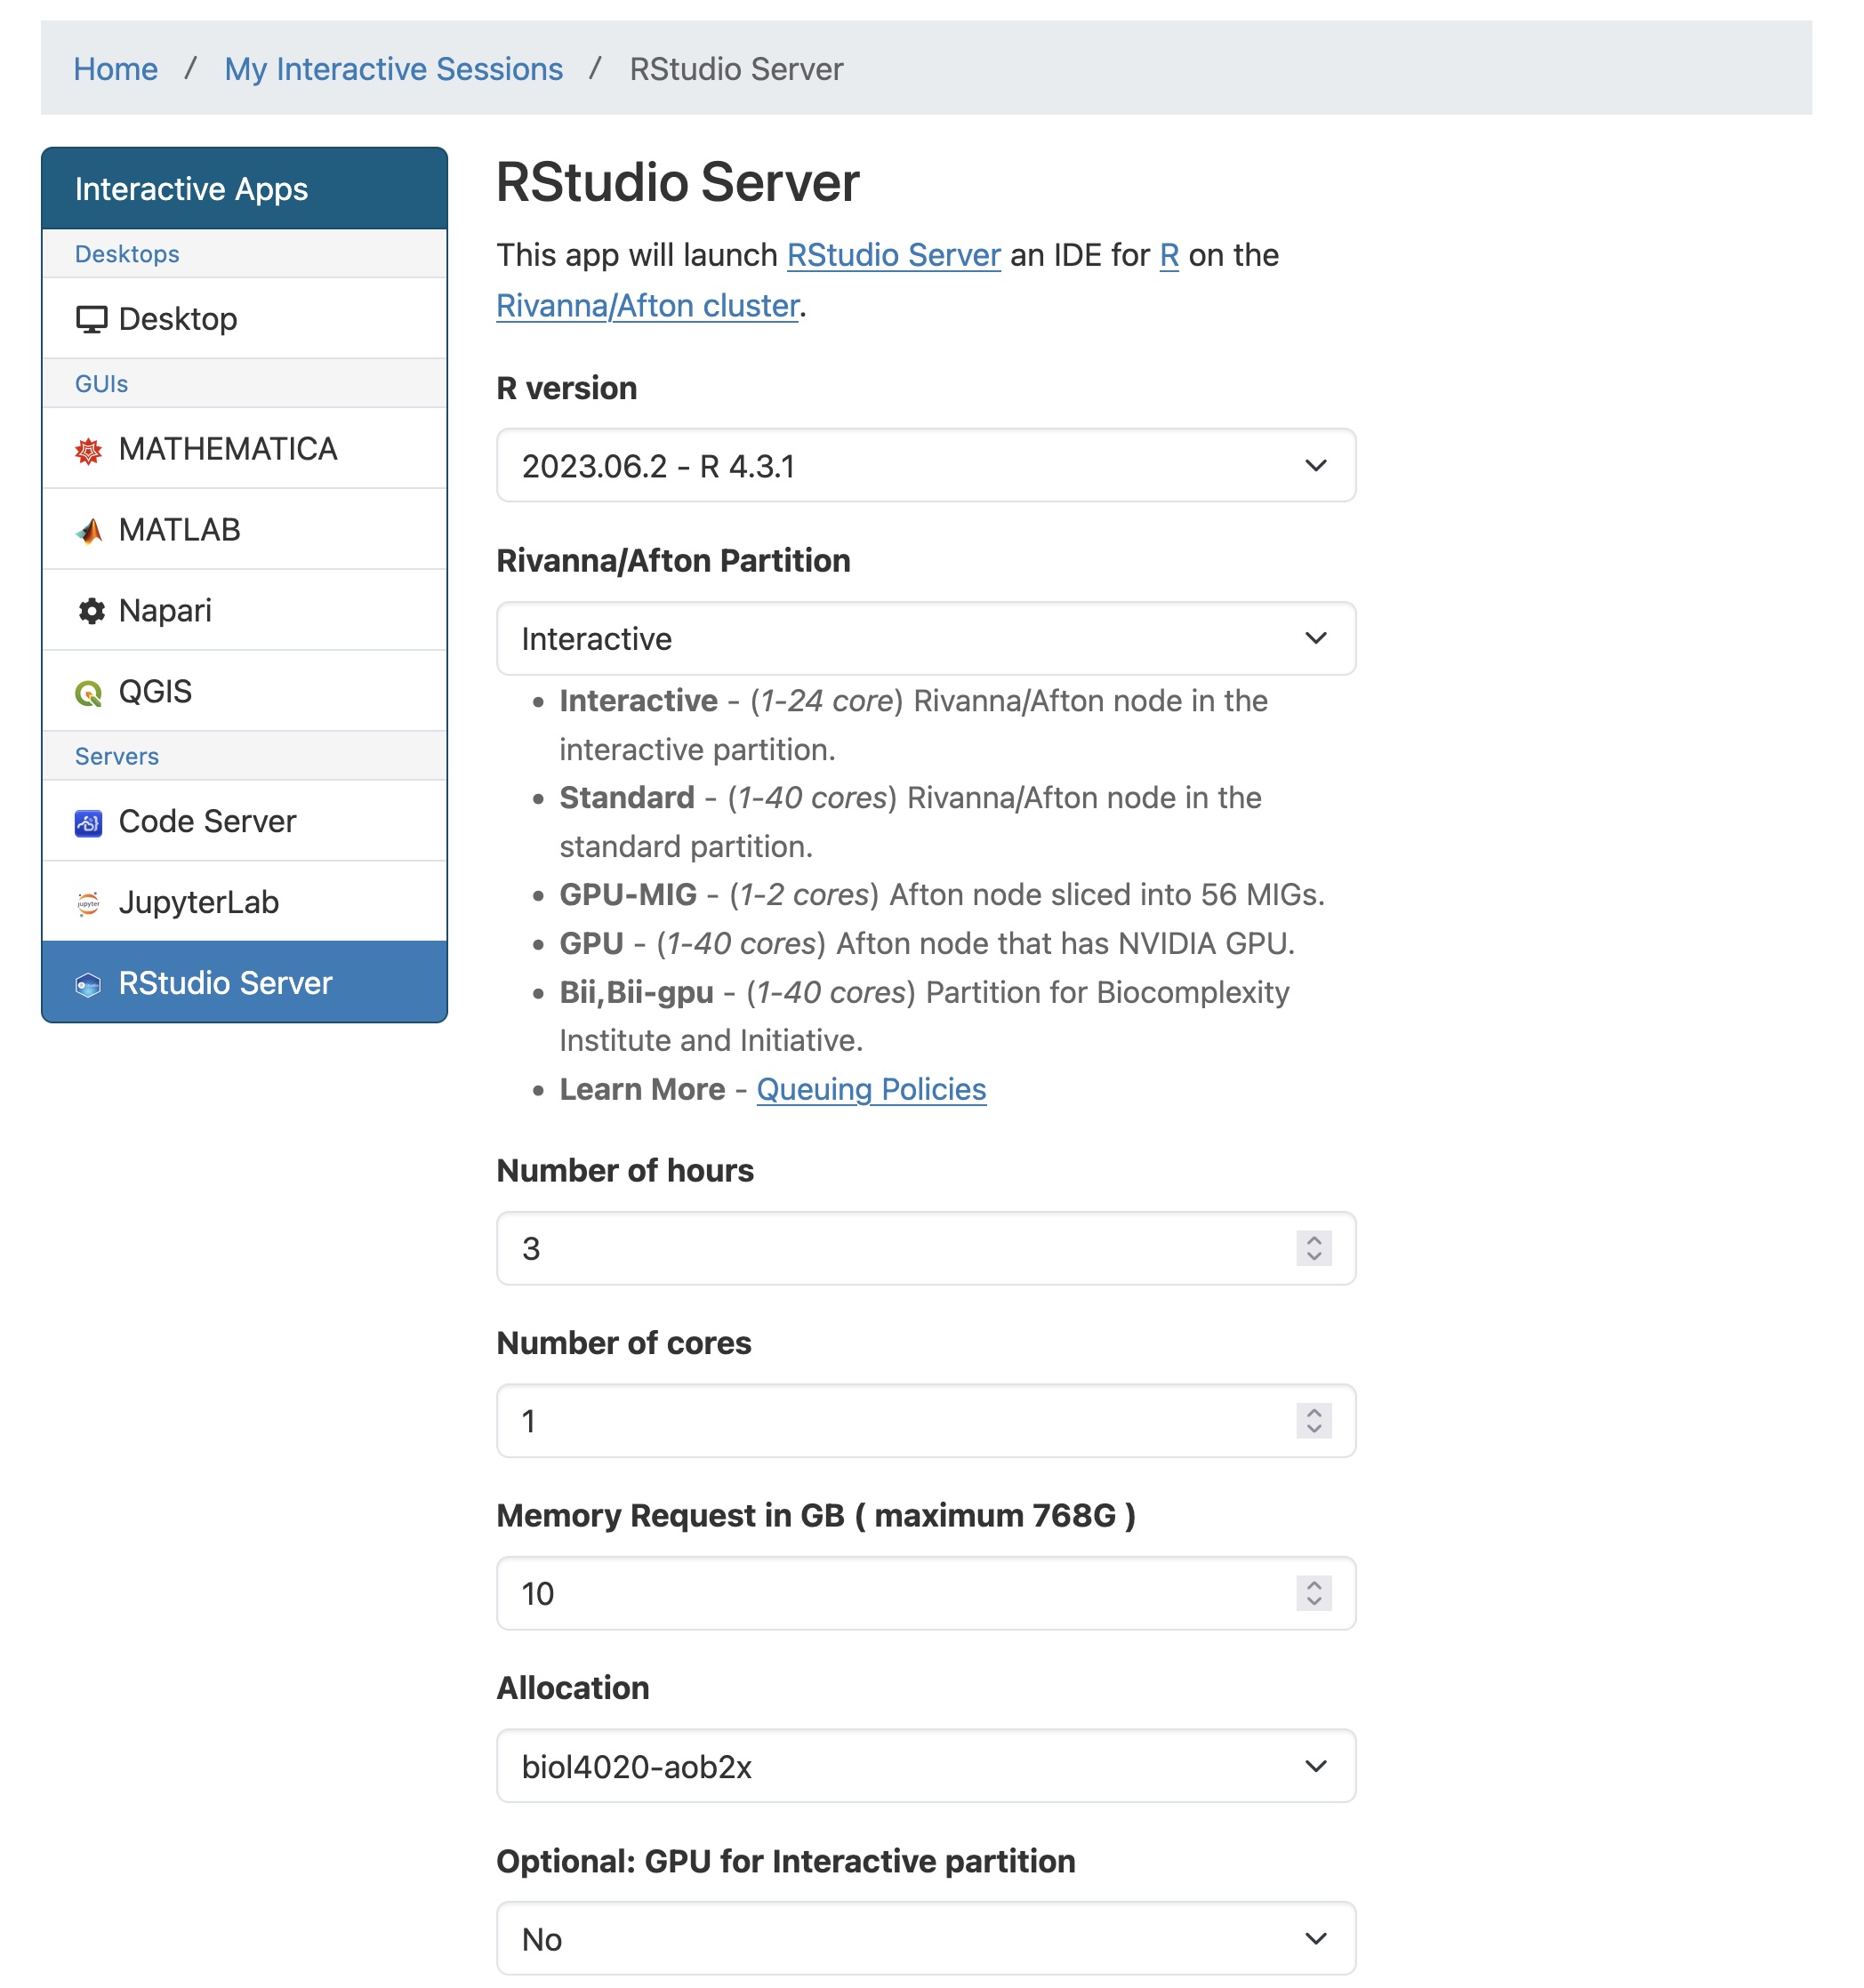 Home / My Interactive Sessions / RStudio Server
Interactive Apps
Desktops
Desktop
GUIs
MATHEMATICA
MATLAB
Napari
QGIS
Servers
Code Server
jupyter
JupyterLab
RStudio Server
RStudio Server
This app will launch RStudio Server an IDE for R on the
Rivanna/Afton cluster.
R version
2023.06.2 - R 4.3.1
Rivanna/Afton Partition
Interactive
• Interactive - (1-24 core) Rivanna/Afton node in the
interactive partition.
• Standard - (1-40 cores) Rivanna/Afton node in the
standard partition.
• GPU-MIG - (1-2 cores) Afton node sliced into 56 MIGs.
• GPU - (1-40 cores) Afton node that has NVIDIA GPU.
• Bii,Bii-gpu - (1-40 cores) Partition for Biocomplexity
Institute and Initiative.
• Learn More - Queuing Policies
Number of hours
3
Number of cores
1
Memory Request in GB ( maximum 768G )
10
Allocation
biol4020-aob2x
Optional: GPU for Interactive partition
No